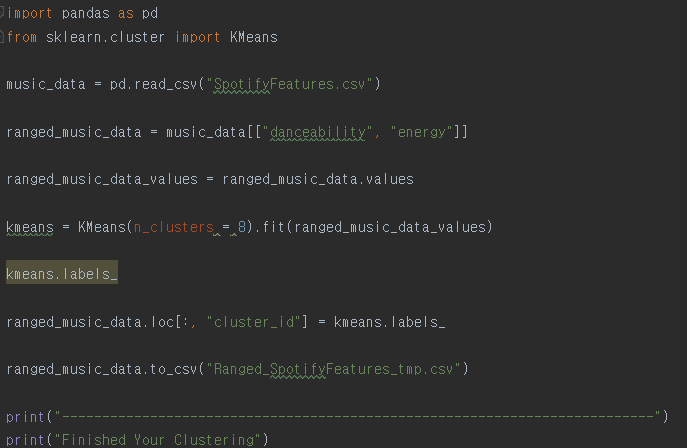 import pandas as pd
from sklearn.cluster import KMeans
music_data = pd.read_csv("SpotifyFeatures.csv")
ranged_music_data = music_data[["danceability", "energy"]]
ranged_music_data_values = ranged_music_data.values
kmeans = KMeans(n_clusters = 8).fit(ranged_music_data_values)
kmeans.labels_
ranged_music_data.loc[:, "cluster_id"] = kmeans.labels_
ranged_music_data.to_csv("Ranged_SpotifyFeatures_tmp.csv")
print("--------------------------------------------------------------------------")
print("Finished Your Clustering")